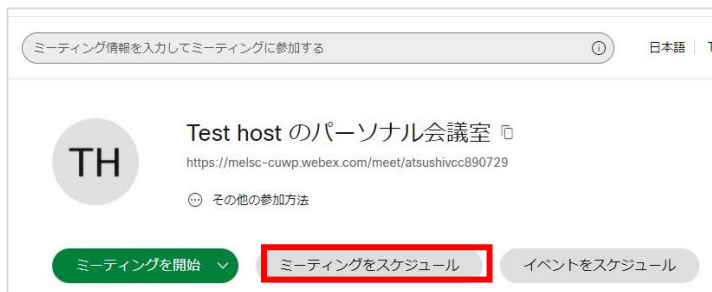 ミーティング情報を入力してミーティングに参加する
日本語
TH
Test host のパーソナル会議室
https://melsc-cuwp.webex.com/meet/atsushivcc890729
その他の参加方法
ミーティングを開始
ミーティングをスケジュール
イベントをスケジュール